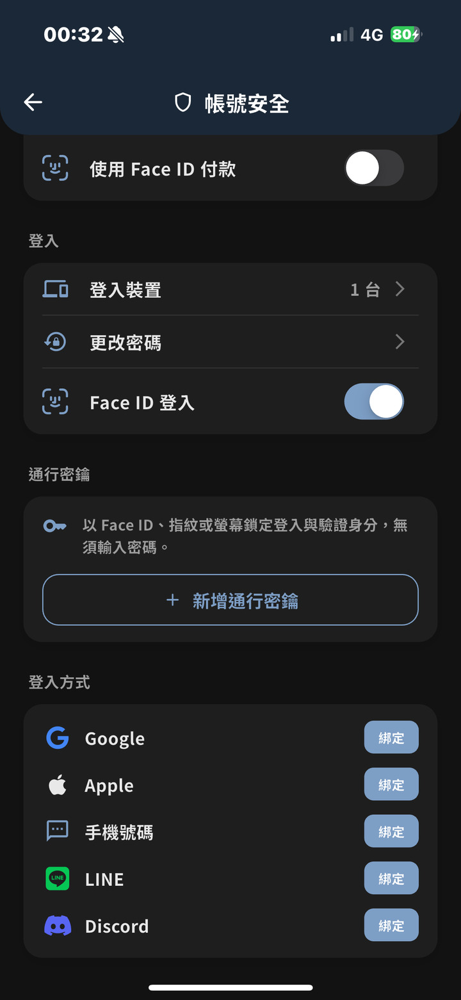 00:32
4G 80
帳號安全
使用 Face ID 付款
登入
登入裝置 1 台
更改密碼
Face ID 登入
通行密鑰
以 Face ID、指紋或螢幕鎖定登入與驗證身分，無
須輸入密碼。
+ 新增通行密鑰
登入方式
Google 綁定
Apple 綁定
手機號碼 綁定
LINE LINE 綁定
Discord 綁定